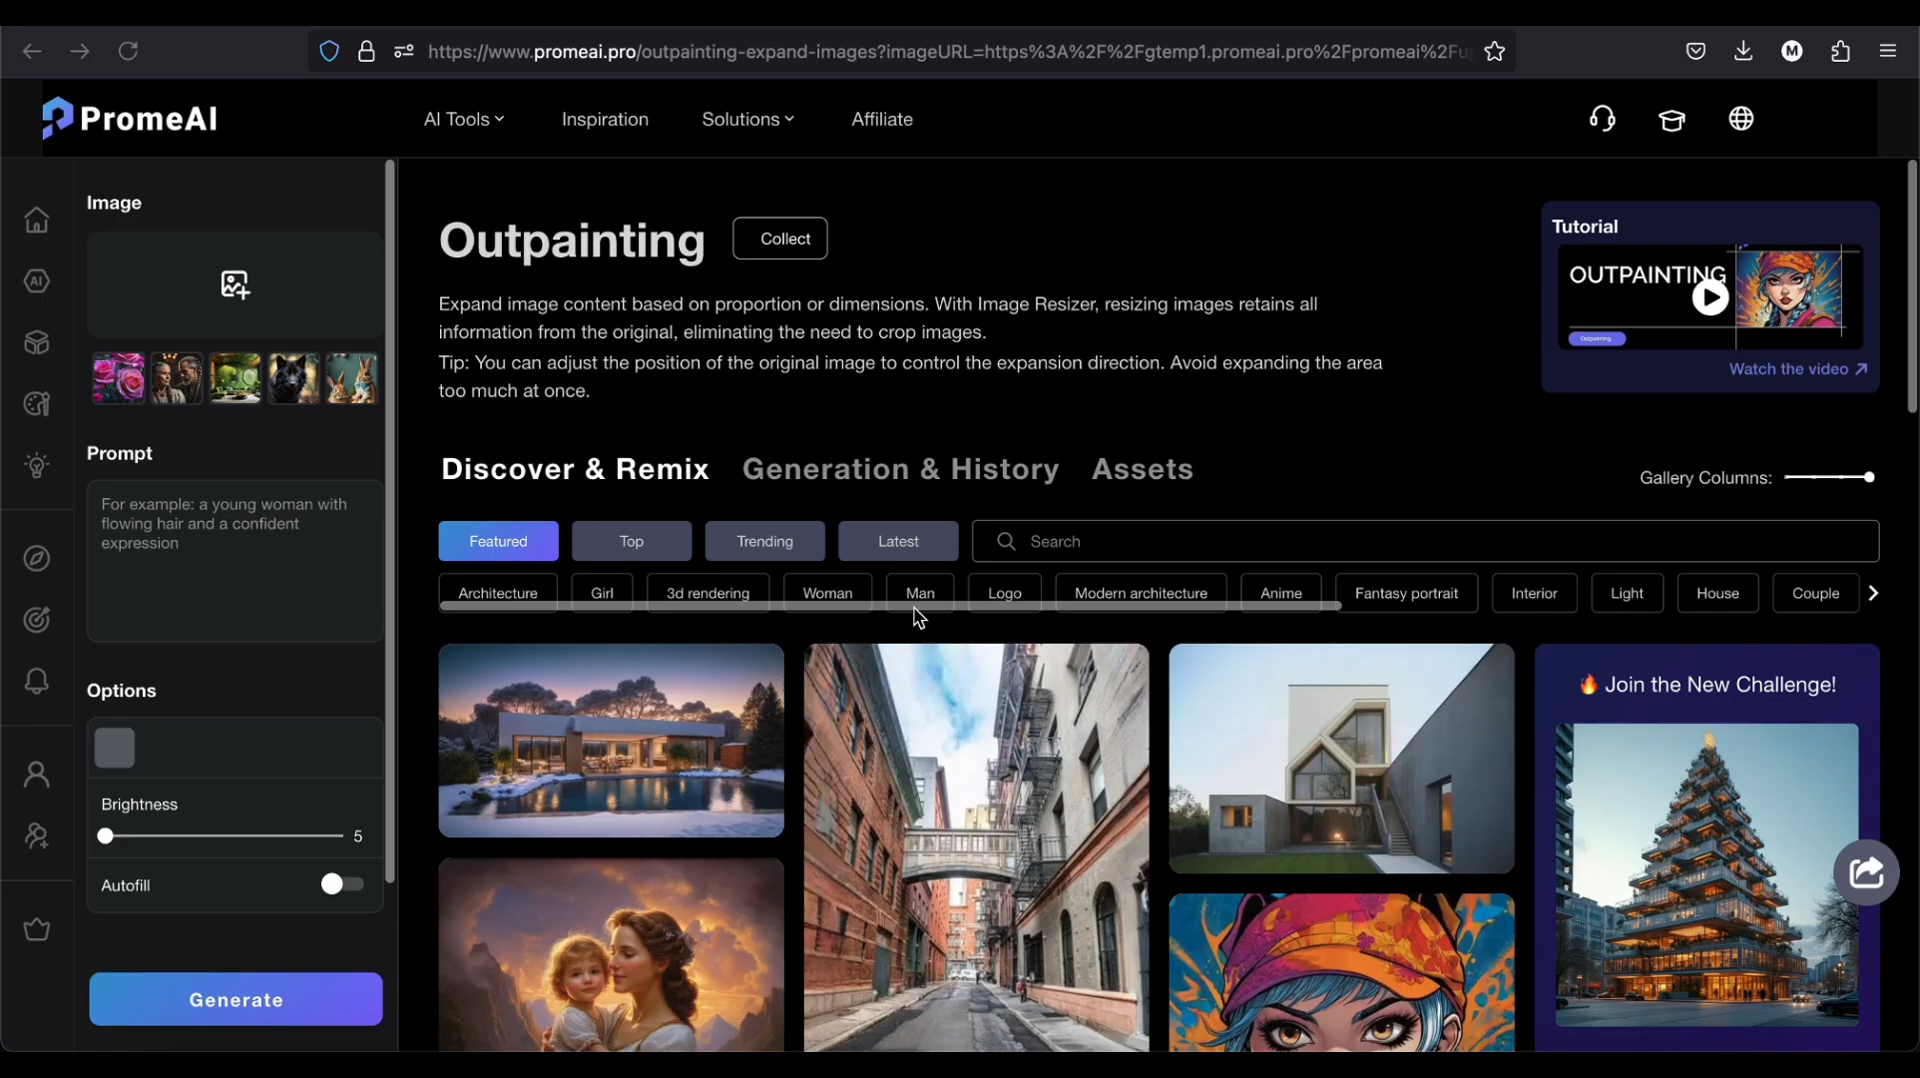 https://www.promeai.pro/outpainting-expand-images?imageURL=https%3A%2F%2Fgtemp1.promeai.pro%2Fpromeai%2Fu
M
PromeAI
AI Tools
Inspiration
Solutions
Affiliate
Image
AI
Prompt
For example: a young woman with
flowing hair and a confident
expression
Options
Brightness
5
Autofill
Generate
Outpainting
Collect
Expand image content based on proportion or dimensions. With Image Resizer, resizing images retains all
information from the original, eliminating the need to crop images.
Tip: You can adjust the position of the original image to control the expansion direction. Avoid expanding the area
too much at once.
Tutorial
OUTPAINTING
Outpainting
Watch the video
Discover & Remix
Generation & History
Assets
Gallery Columns:
Featured
Top
Trending
Latest
Search
Architecture
Girl
3d rendering
Woman
Man
Logo
Modern architecture
Anime
Fantasy portrait
Interior
Light
House
Couple
Join the New Challenge!